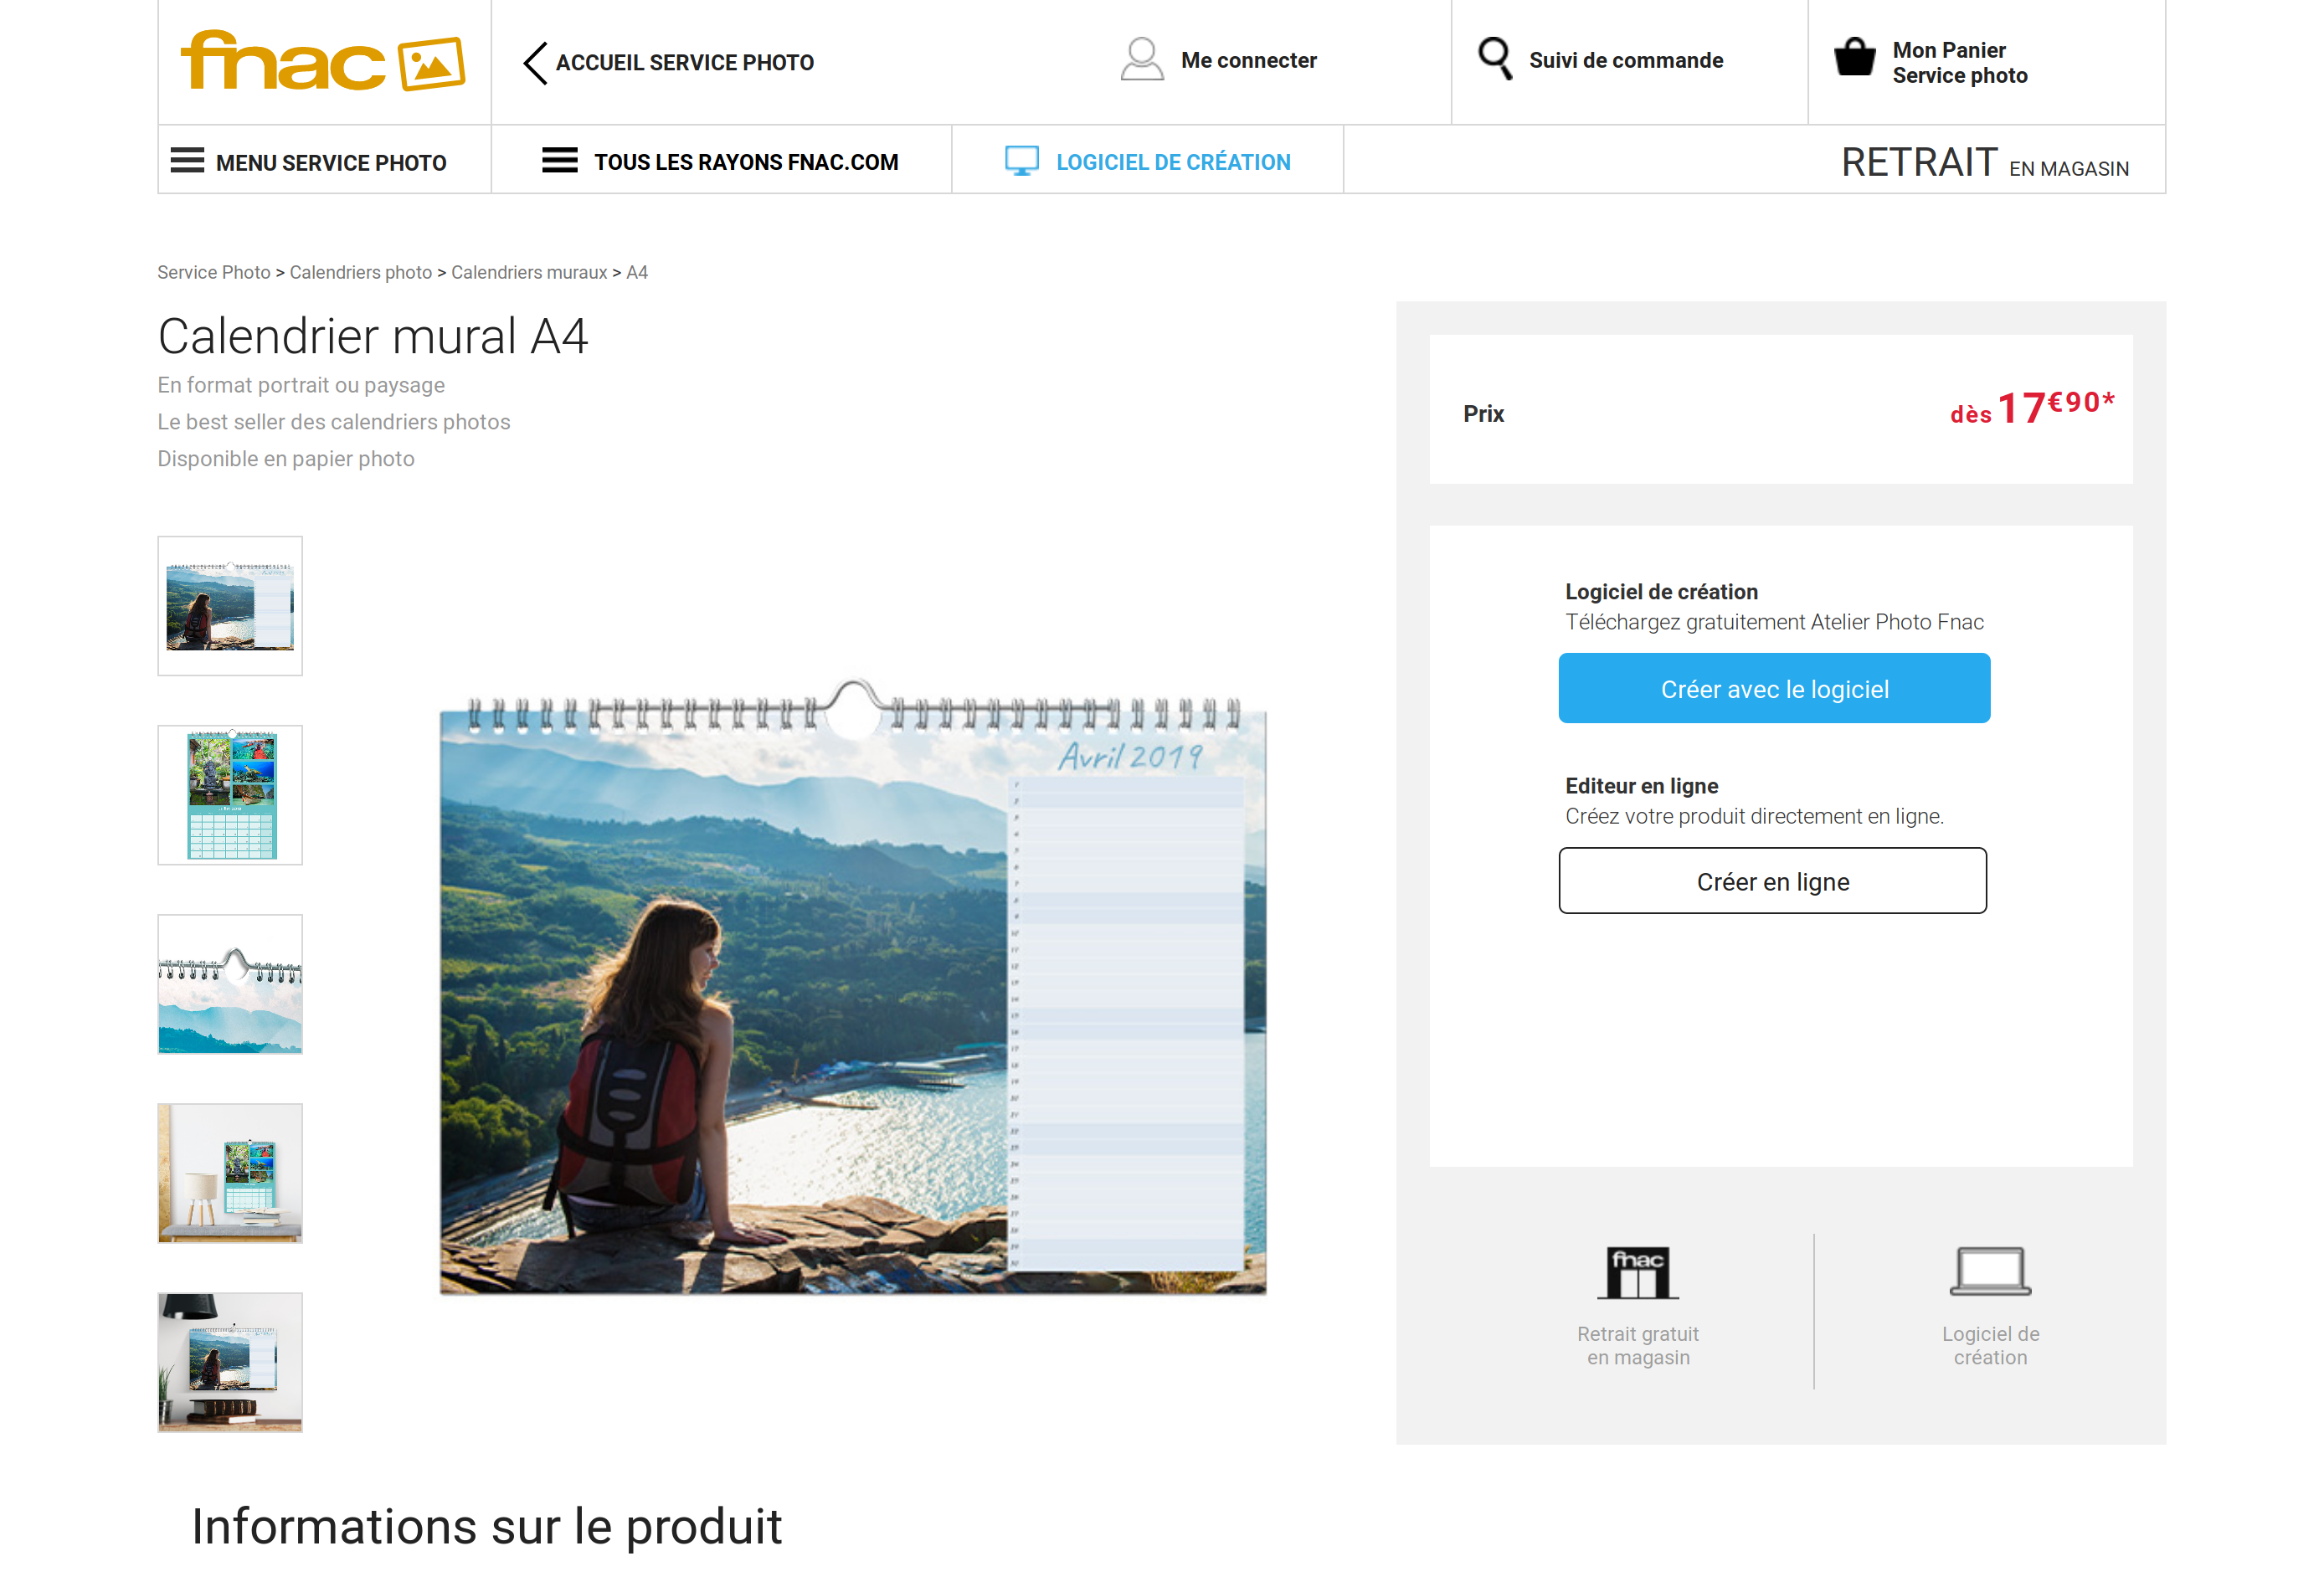 fnac
ACCUEIL SERVICE PHOTO
Me connecter
Suivi de commande
Mon Panier
Service photo
MENU SERVICE PHOTO
TOUS LES RAYONS FNAC.COM
LOGICIEL DE CRÉATION
RETRAIT EN MAGASIN
Service Photo > Calendriers photo > Calendriers muraux > A4
Calendrier mural A4
En format portrait ou paysage
Le best seller des calendriers photos
Disponible en papier photo
Prix
dès 17€90*
Logiciel de création
Téléchargez gratuitement Atelier Photo Fnac
Créer avec le logiciel
Editeur en ligne
Créez votre produit directement en ligne.
Créer en ligne
Avril 2019
fnac
Retrait gratuit
en magasin
Logiciel de
création
Informations sur le produit